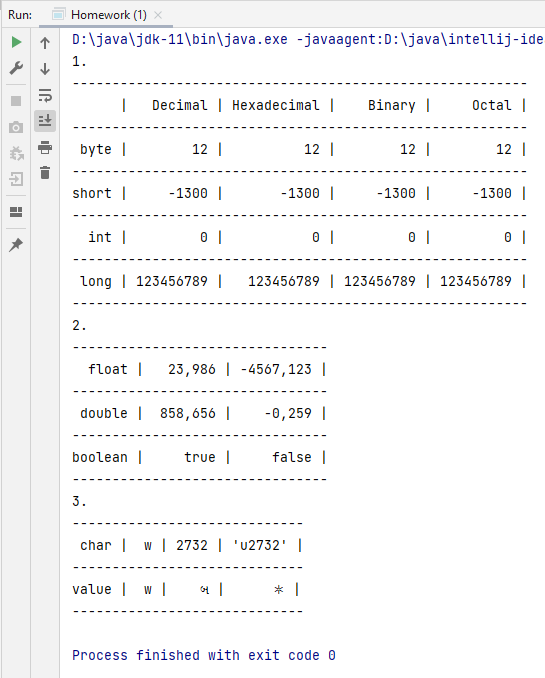 Run: Homework (1) ×
D:\java\jdk-11\bin\java.exe -javaagent:D:\java\intellij-ide
1.
---------------------------------------------------------
      |   Decimal | Hexadecimal |    Binary |     Octal |
---------------------------------------------------------
 byte |        12 |          12 |        12 |        12 |
---------------------------------------------------------
short |     -1300 |       -1300 |     -1300 |     -1300 |
---------------------------------------------------------
  int |         0 |           0 |         0 |         0 |
---------------------------------------------------------
 long | 123456789 |   123456789 | 123456789 | 123456789 |
---------------------------------------------------------
2.
--------------------------------
  float |   23,986 | -4567,123 |
--------------------------------
 double |  858,656 |    -0,259 |
--------------------------------
boolean |     true |     false |
--------------------------------
3.
-----------------------------
 char |  w | 2732 | 'u2732' |
-----------------------------
value |  w |    બ |       ✲ |
-----------------------------
Process finished with exit code 0